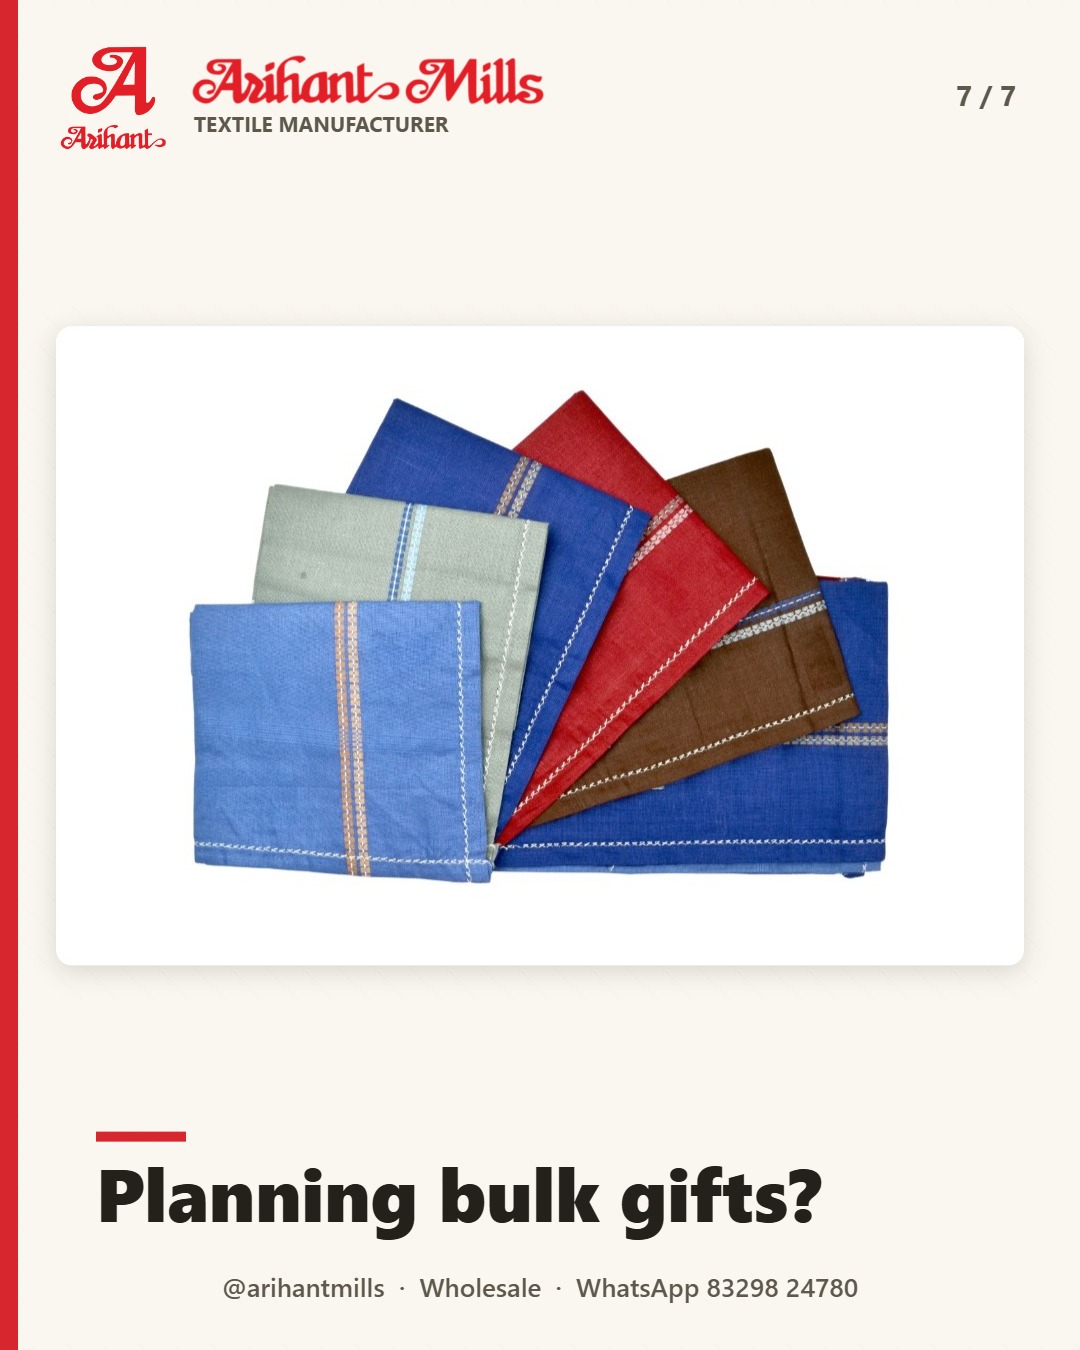 A
Arihant
Arihant Mills
TEXTILE MANUFACTURER
7 / 7
Planning bulk gifts?
@arihantmills · Wholesale · WhatsApp 83298 24780